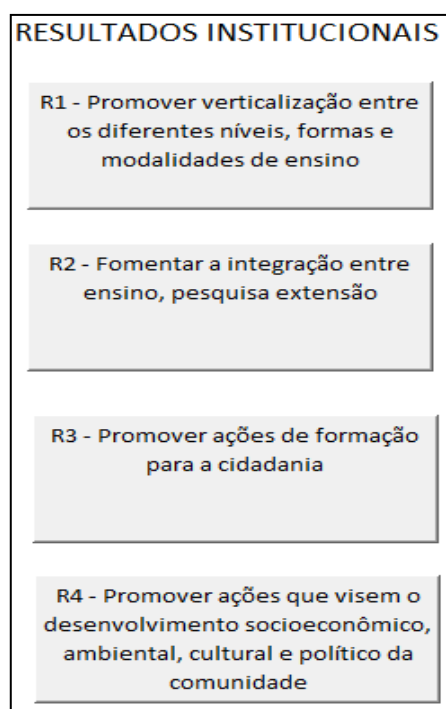 RESULTADOS INSTITUCIONAIS
R1 - Promover verticalização entre
os diferentes níveis, formas e
modalidades de ensino
R2 - Fomentar a integração entre
ensino, pesquisa extensão
R3 - Promover ações de formação
para a cidadania
R4 - Promover ações que visem o
desenvolvimento socioeconômico,
ambiental, cultural e político da
comunidade